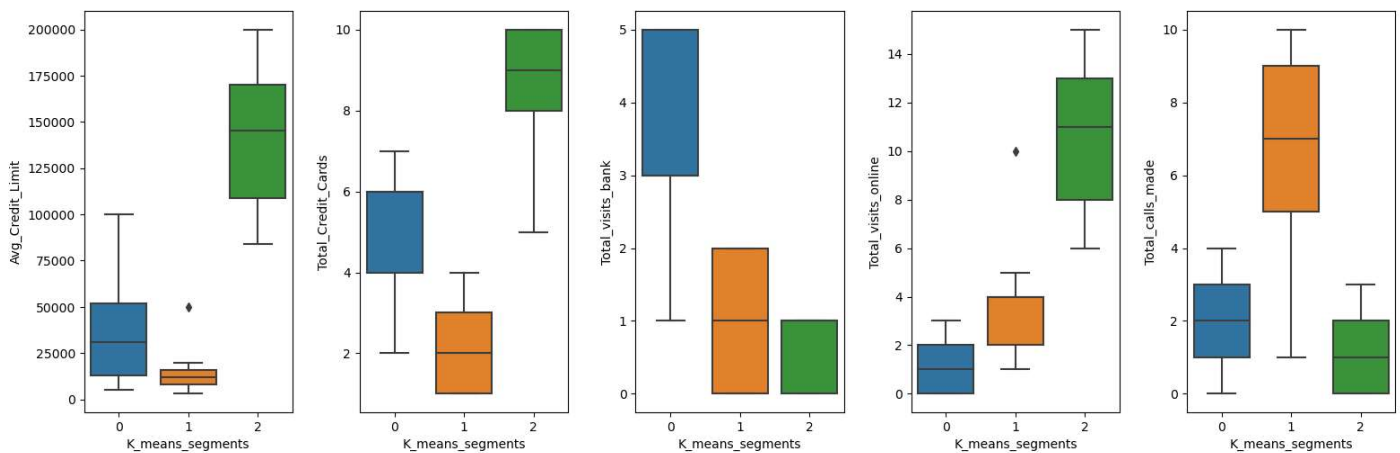 Avg_Credit_Limit
200000
175000
150000
125000
100000
75000
50000
25000
0
0 1 2
K_means_segments
Total_Credit_Cards
10
8
6
4
2
0 1 2
K_means_segments
Total_visits_bank
5
4
3
2
1
0
0 1 2
K_means_segments
Total_visits_online
14
12
10
8
6
4
2
0
0 1 2
K_means_segments
Total_calls_made
10
8
6
4
2
0
0 1 2
K_means_segments